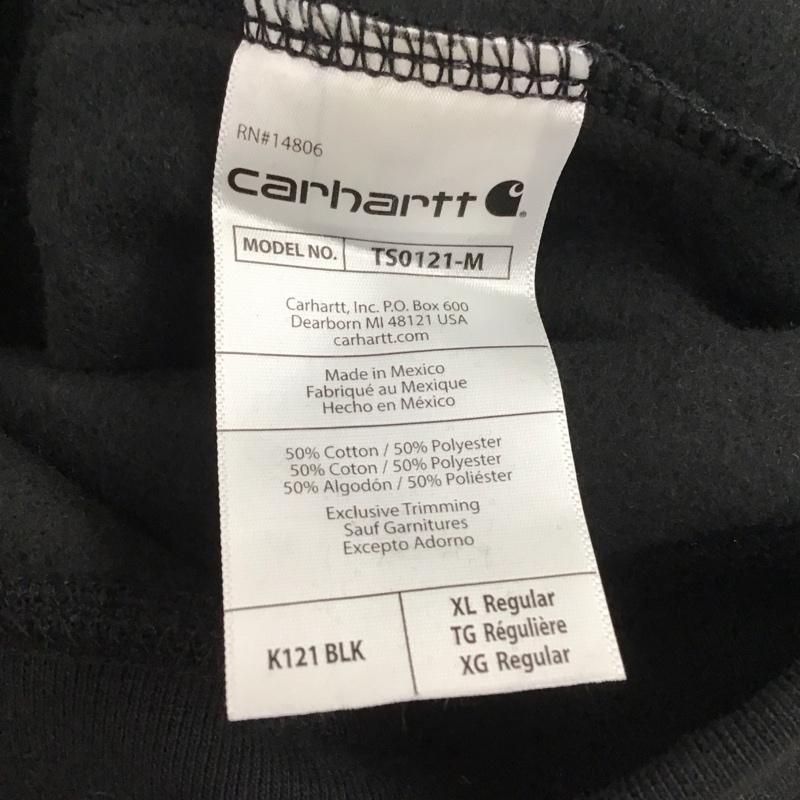 RN#14806
carhartt
MODEL NO. TS0121-M
Carhartt, Inc. P.O. Box 600
Dearborn MI 48121 USA
carhartt.com
Made in Mexico
Fabriqué au Mexique
Hecho en México
50% Cotton / 50% Polyester
50% Coton / 50% Polyester
50% Algodón / 50% Poliéster
Exclusive Trimming
Sauf Garnitures
Excepto Adorno
K121 BLK
XL Regular
TG Régulière
XG Regular